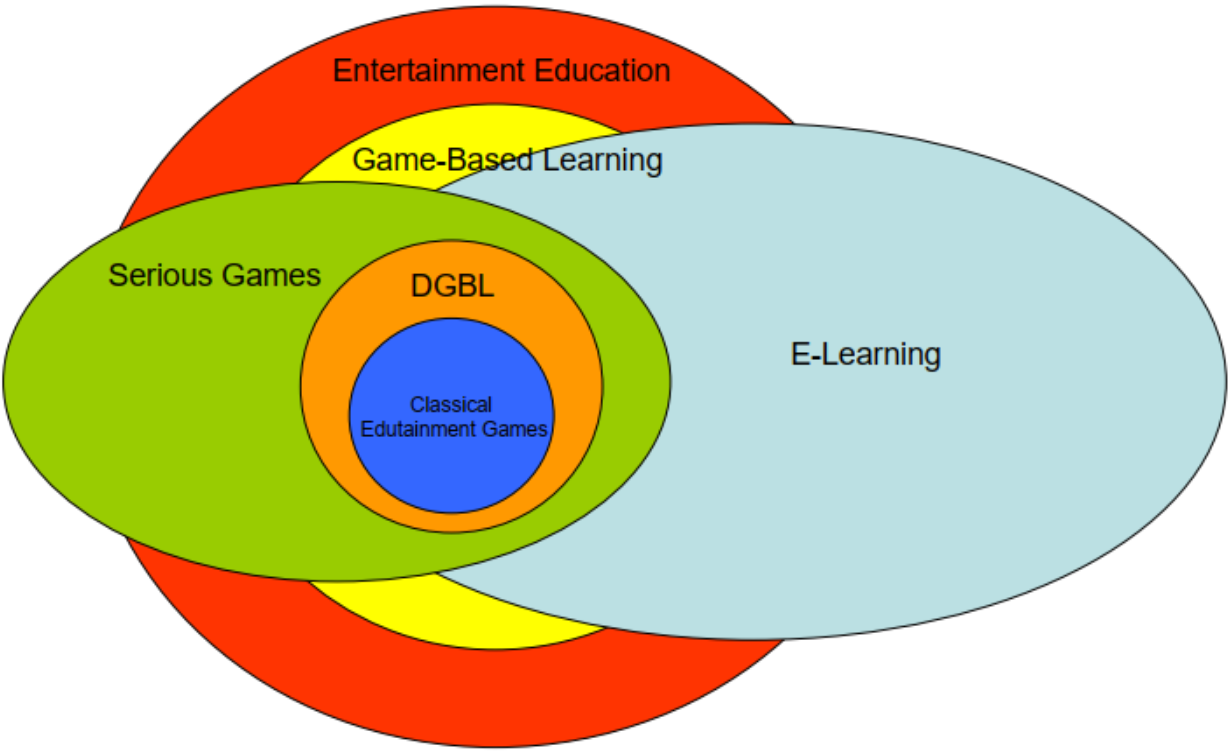 Entertainment Education
Game-Based Learning
Serious Games
DGBL
E-Learning
Classical
Edutainment Games